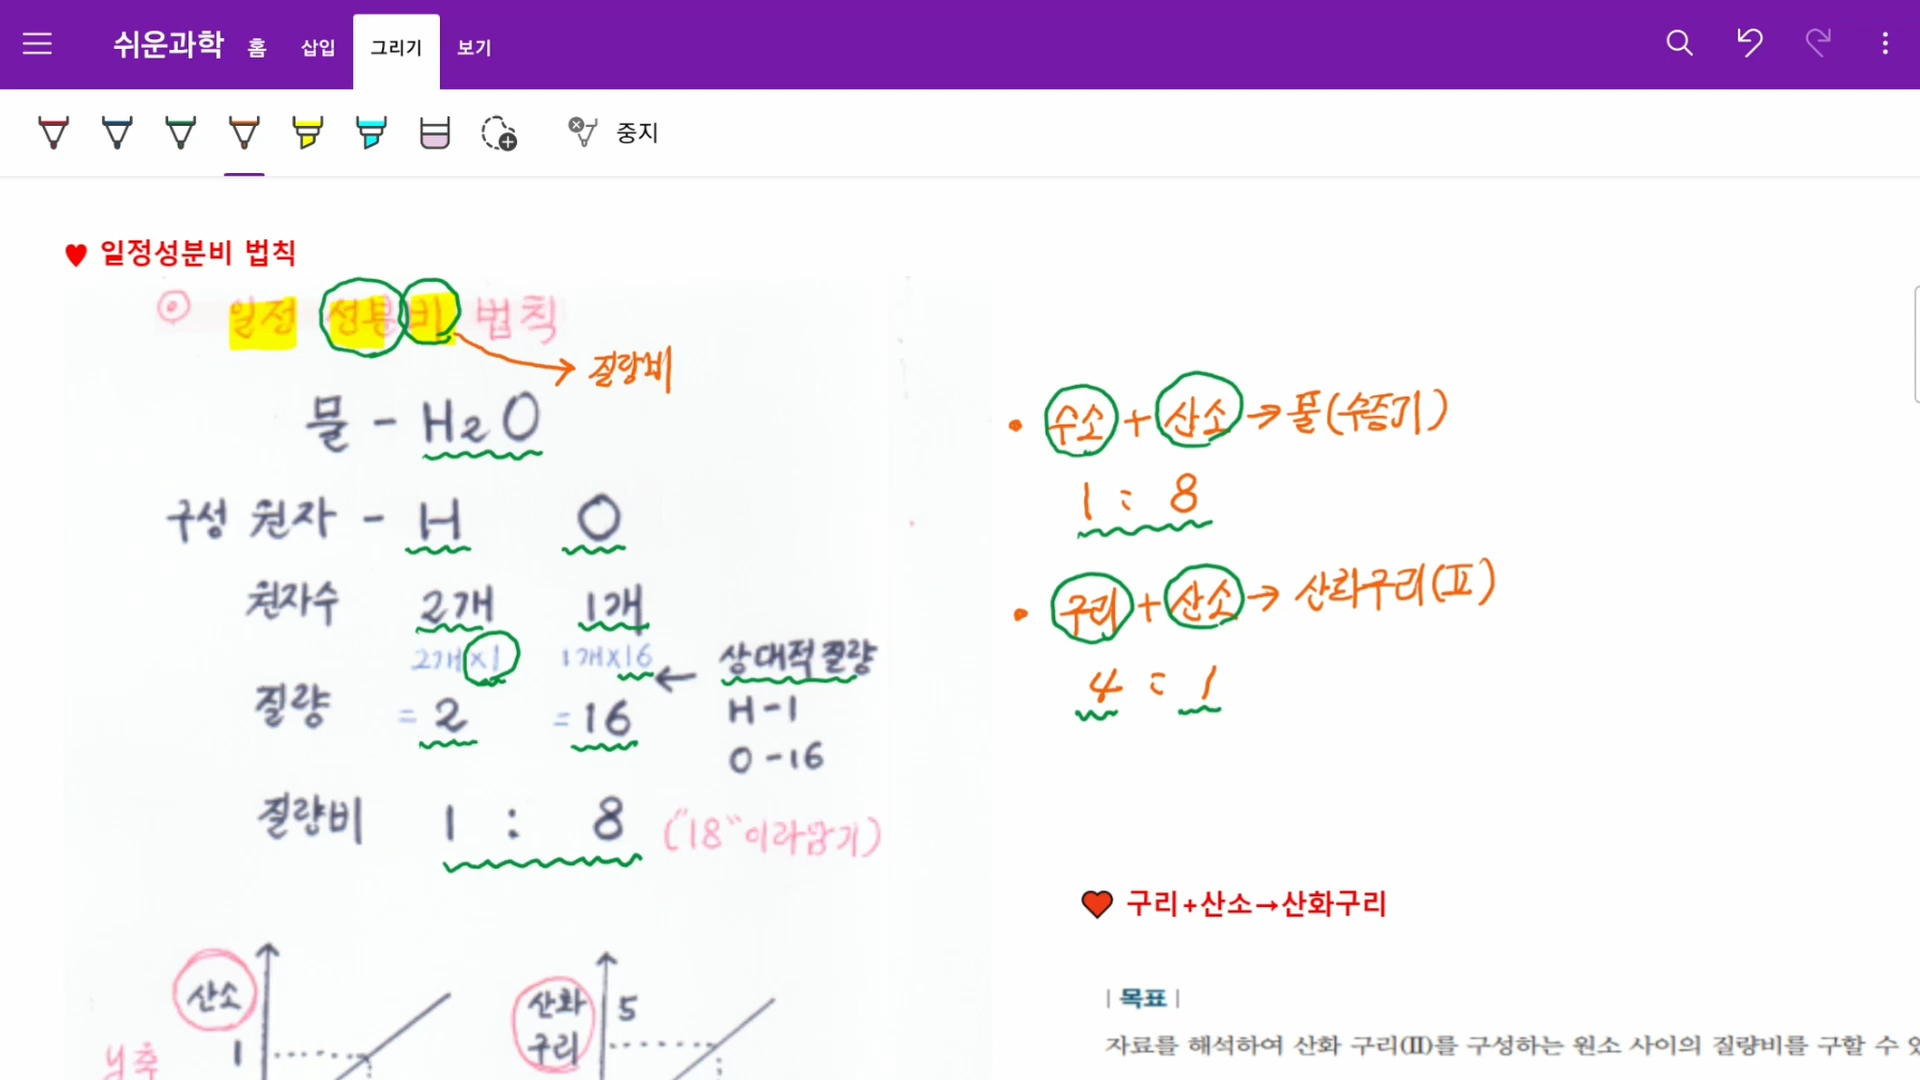 쉬운과학 홈 삽입 그리기 보기
중지
♥ 일정성분비 법칙
⊙ 일정 성분비 법칙
질량비
물 - H₂O
구성 원자 - H O
원자수 2개 1개
2개×1 1개×16 ← 상대적질량
질량 =2 =16 H-1
O-16
질량비 1 : 8 ("18"이라암기)
산소
1
산화
구리 5
• 수소 + 산소 → 물(수증기)
1 : 8
• 구리 + 산소 → 산화구리(Ⅱ)
4 : 1
♥ 구리+산소→산화구리
| 목표 |
자료를 해석하여 산화 구리(Ⅱ)를 구성하는 원소 사이의 질량비를 구할 수